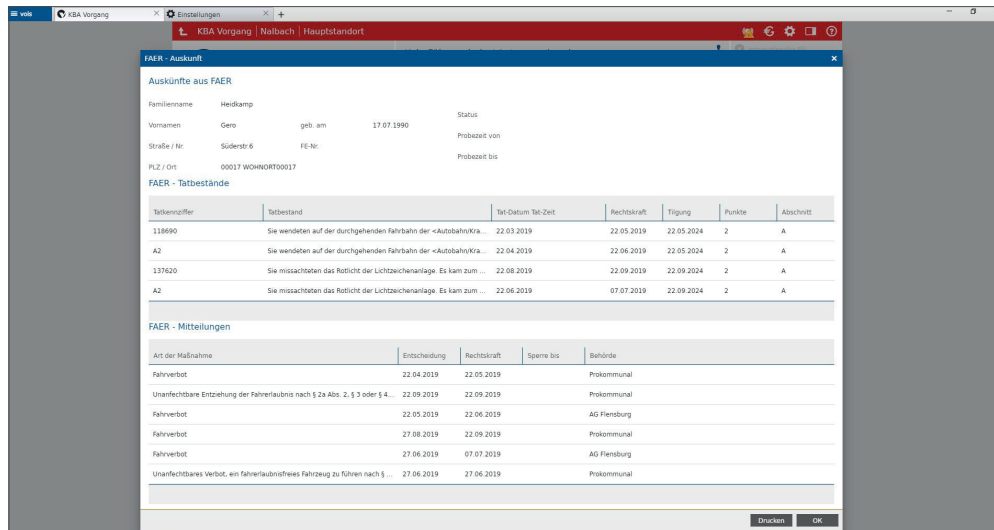 vois KBA Vorgang Einstellungen
KBA Vorgang | Nalbach | Hauptstandort
FAER - Auskunft
Auskünfte aus FAER
Familienname Heidkamp
Status
Vornamen Gero geb. am 17.07.1990
Probezeit von
Straße / Nr. Süderstr.6 FE-Nr.
Probezeit bis
PLZ / Ort 00017 WOHNORT00017
FAER - Tatbestände
Tatkennziffer Tatbestand Tat-Datum Tat-Zeit Rechtskraft Tilgung Punkte Abschnitt
118690 Sie wendeten auf der durchgehenden Fahrbahn der <Autobahn/Kra... 22.03.2019 22.05.2019 22.05.2024 2 A
A2 Sie wendeten auf der durchgehenden Fahrbahn der <Autobahn/Kra... 22.04.2019 22.06.2019 22.05.2024 2 A
137620 Sie missachteten das Rotlicht der Lichtzeichenanlage. Es kam zum ... 22.08.2019 22.09.2019 22.09.2024 2 A
A2 Sie missachteten das Rotlicht der Lichtzeichenanlage. Es kam zum ... 22.06.2019 07.07.2019 22.09.2024 2 A
FAER - Mitteilungen
Art der Maßnahme Entscheidung Rechtskraft Sperre bis Behörde
Fahrverbot 22.04.2019 22.05.2019 Prokommunal
Unanfechtbare Entziehung der Fahrerlaubnis nach § 2a Abs. 2, § 3 oder § 4... 22.09.2019 22.09.2019 Prokommunal
Fahrverbot 22.05.2019 22.06.2019 AG Flensburg
Fahrverbot 27.08.2019 22.09.2019 Prokommunal
Fahrverbot 27.06.2019 07.07.2019 AG Flensburg
Unanfechtbares Verbot, ein fahrerlaubnisfreies Fahrzeug zu führen nach § ... 27.06.2019 27.06.2019 Prokommunal
Drucken OK